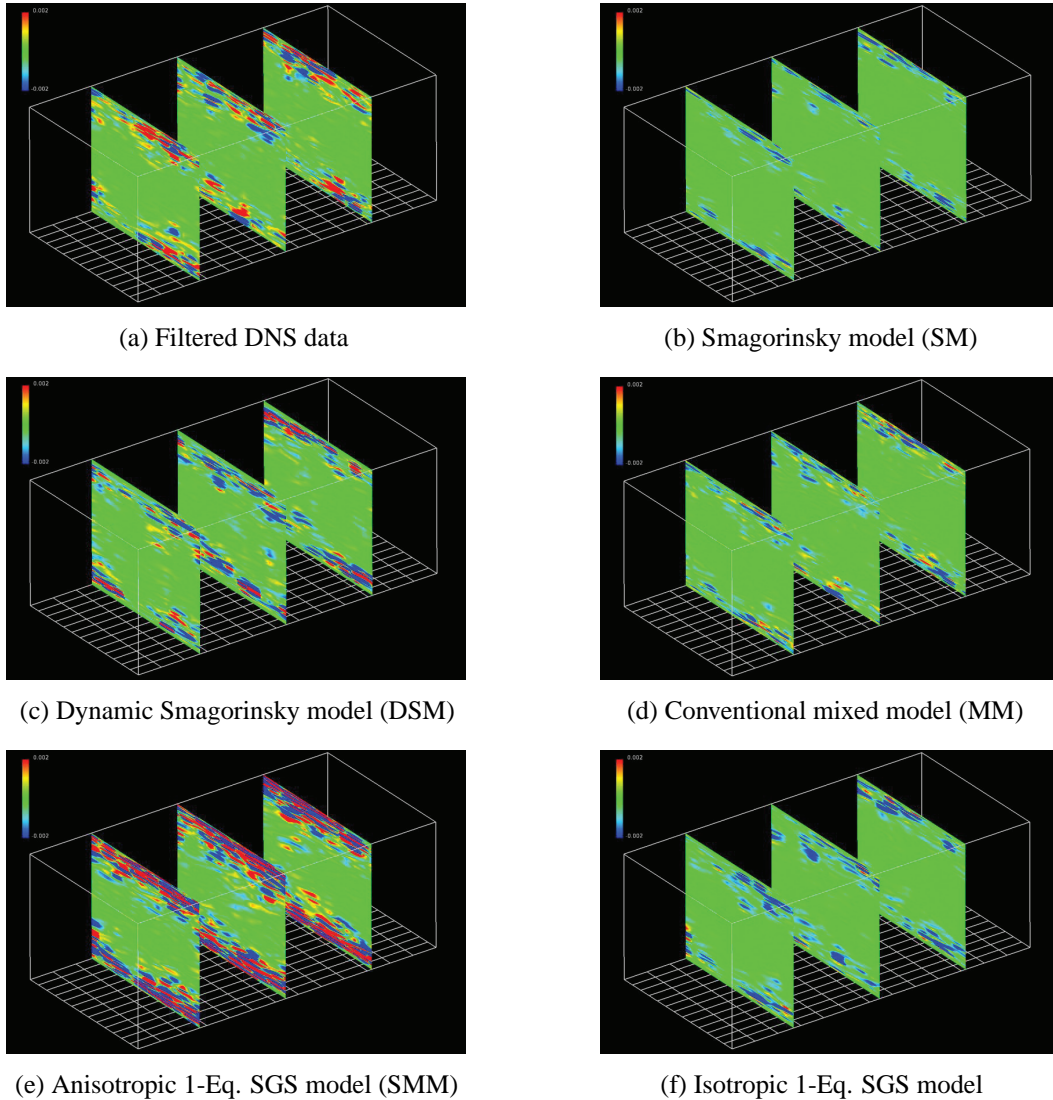 0.002
-0.002
(a) Filtered DNS data
0.002
-0.002
(b) Smagorinsky model (SM)
0.002
-0.002
(c) Dynamic Smagorinsky model (DSM)
0.002
-0.002
(d) Conventional mixed model (MM)
0.002
-0.002
(e) Anisotropic 1-Eq. SGS model (SMM)
0.002
-0.002
(f) Isotropic 1-Eq. SGS model